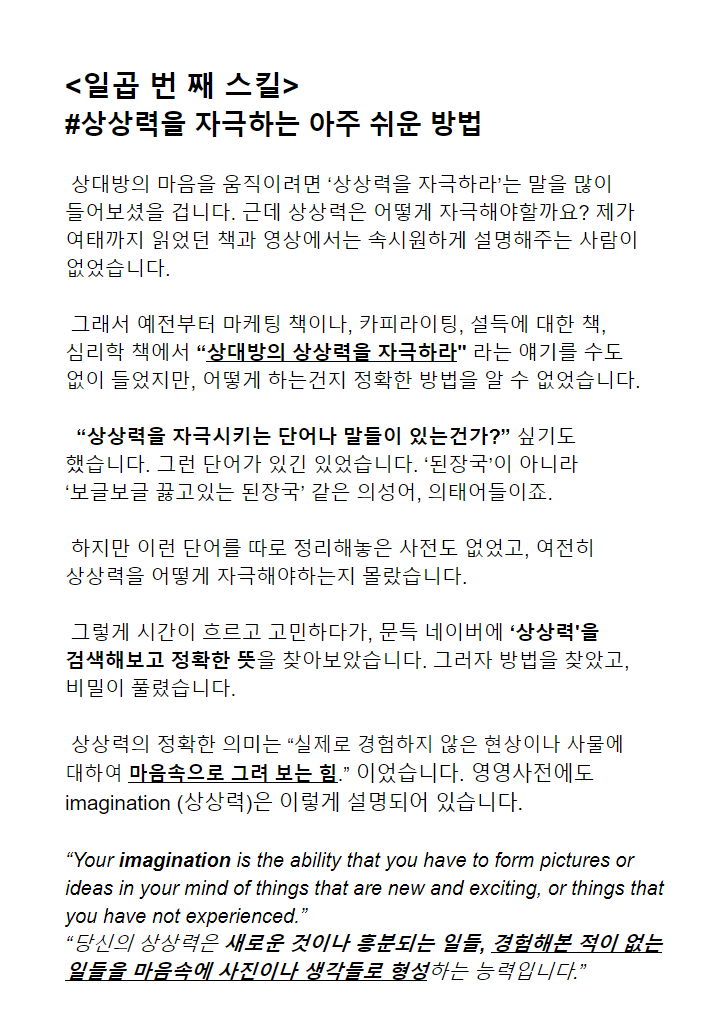 <일곱 번 째 스킬>
#상상력을 자극하는 아주 쉬운 방법
상대방의 마음을 움직이려면 ‘상상력을 자극하라’는 말을 많이
들어보셨을 겁니다. 근데 상상력은 어떻게 자극해야할까요? 제가
여태까지 읽었던 책과 영상에서는 속시원하게 설명해주는 사람이
없었습니다.
그래서 예전부터 마케팅 책이나, 카피라이팅, 설득에 대한 책,
심리학 책에서 “상대방의 상상력을 자극하라" 라는 얘기를 수도
없이 들었지만, 어떻게 하는건지 정확한 방법을 알 수 없었습니다.
“상상력을 자극시키는 단어나 말들이 있는건가?” 싶기도
했습니다. 그런 단어가 있긴 있었습니다. ‘된장국’이 아니라
‘보글보글 끓고있는 된장국’ 같은 의성어, 의태어들이죠.
하지만 이런 단어를 따로 정리해놓은 사전도 없었고, 여전히
상상력을 어떻게 자극해야하는지 몰랐습니다.
그렇게 시간이 흐르고 고민하다가, 문득 네이버에 ‘상상력'을
검색해보고 정확한 뜻을 찾아보았습니다. 그러자 방법을 찾았고,
비밀이 풀렸습니다.
상상력의 정확한 의미는 “실제로 경험하지 않은 현상이나 사물에
대하여 마음속으로 그려 보는 힘.” 이었습니다. 영영사전에도
imagination (상상력)은 이렇게 설명되어 있습니다.
“Your imagination is the ability that you have to form pictures or
ideas in your mind of things that are new and exciting, or things that
you have not experienced.”
“당신의 상상력은 새로운 것이나 흥분되는 일들, 경험해본 적이 없는
일들을 마음속에 사진이나 생각들로 형성하는 능력입니다.”